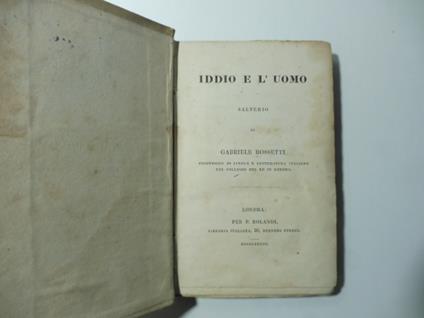 IDDIO E L' UOMO
SALTERIO
DI
GABRIELE ROSSETTI
PROFESSORE DI LINGUA E LETTERATURA ITALIANA
NEL COLLEGIO DEL RE IN LONDRA.
LONDRA:
PER P. ROLANDI,
LIBRERIA ITALIANA, 20, BERNERS STREET.